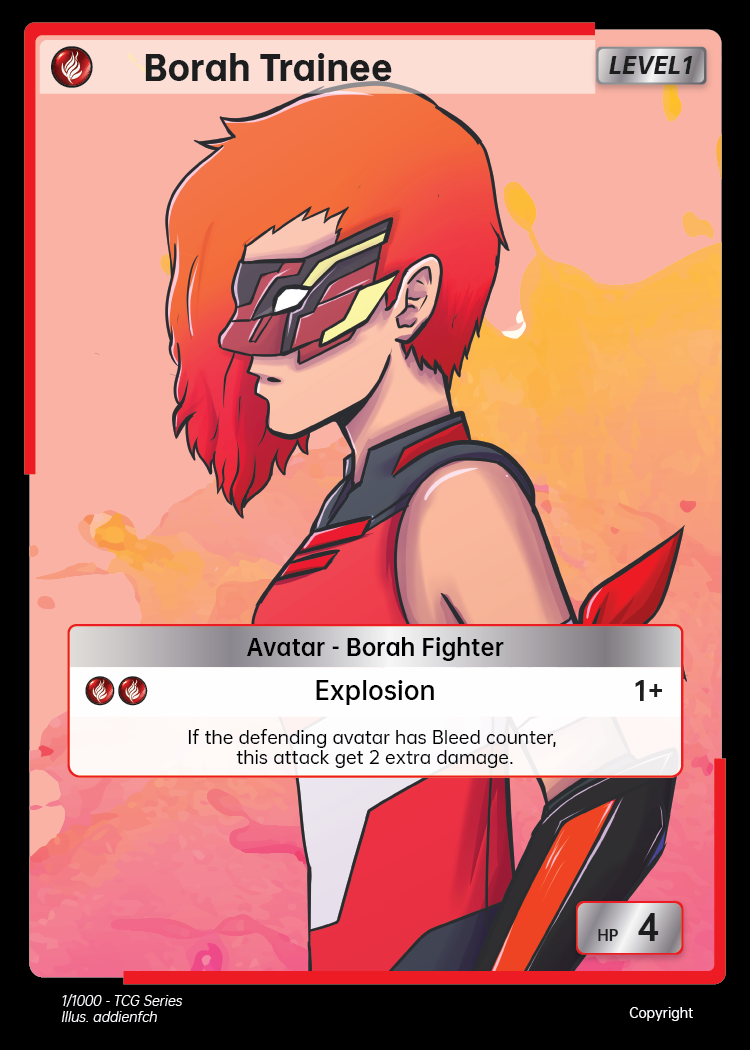 Borah Trainee
LEVEL1
Avatar - Borah Fighter
Explosion
1+
If the defending avatar has Bleed counter,
this attack get 2 extra damage.
HP 4
1/1000 - TCG Series
Illus. addienfch
Copyright